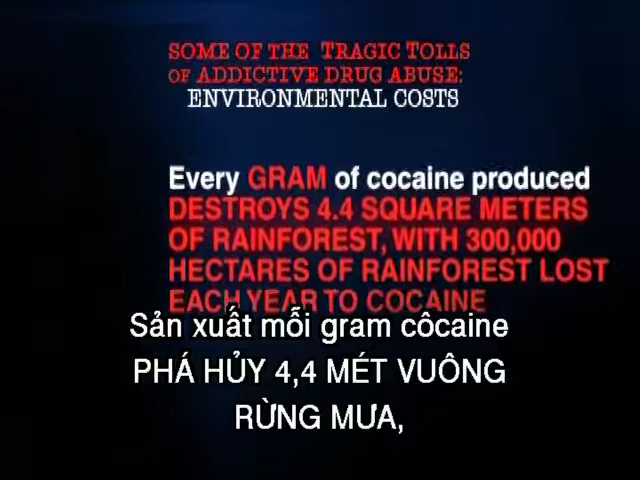 SOME OF THE TRAGIC TOLLS
OF ADDICTIVE DRUG ABUSE:
ENVIRONMENTAL COSTS
Every GRAM of cocaine produced
DESTROYS 4.4 SQUARE METERS
OF RAINFOREST, WITH 300,000
HECTARES OF RAINFOREST LOST
EACH YEAR TO COCAINE
Sản xuất mỗi gram côcaine
PHÁ HỦY 4,4 MÉT VUÔNG
RỪNG MƯA,